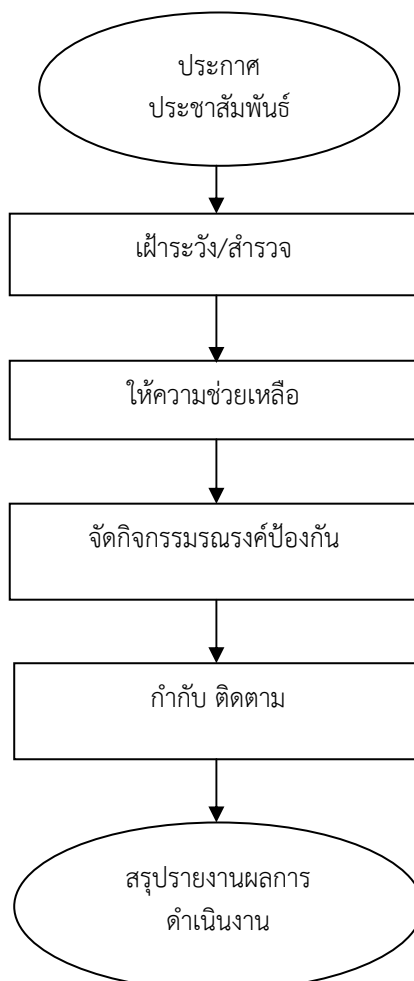 ประกาศ
ประชาสัมพันธ์
เฝ้าระวัง/สำรวจ
ให้ความช่วยเหลือ
จัดกิจกรรมรณรงค์ป้องกัน
กำกับ ติดตาม
สรุปรายงานผลการ
ดำเนินงาน